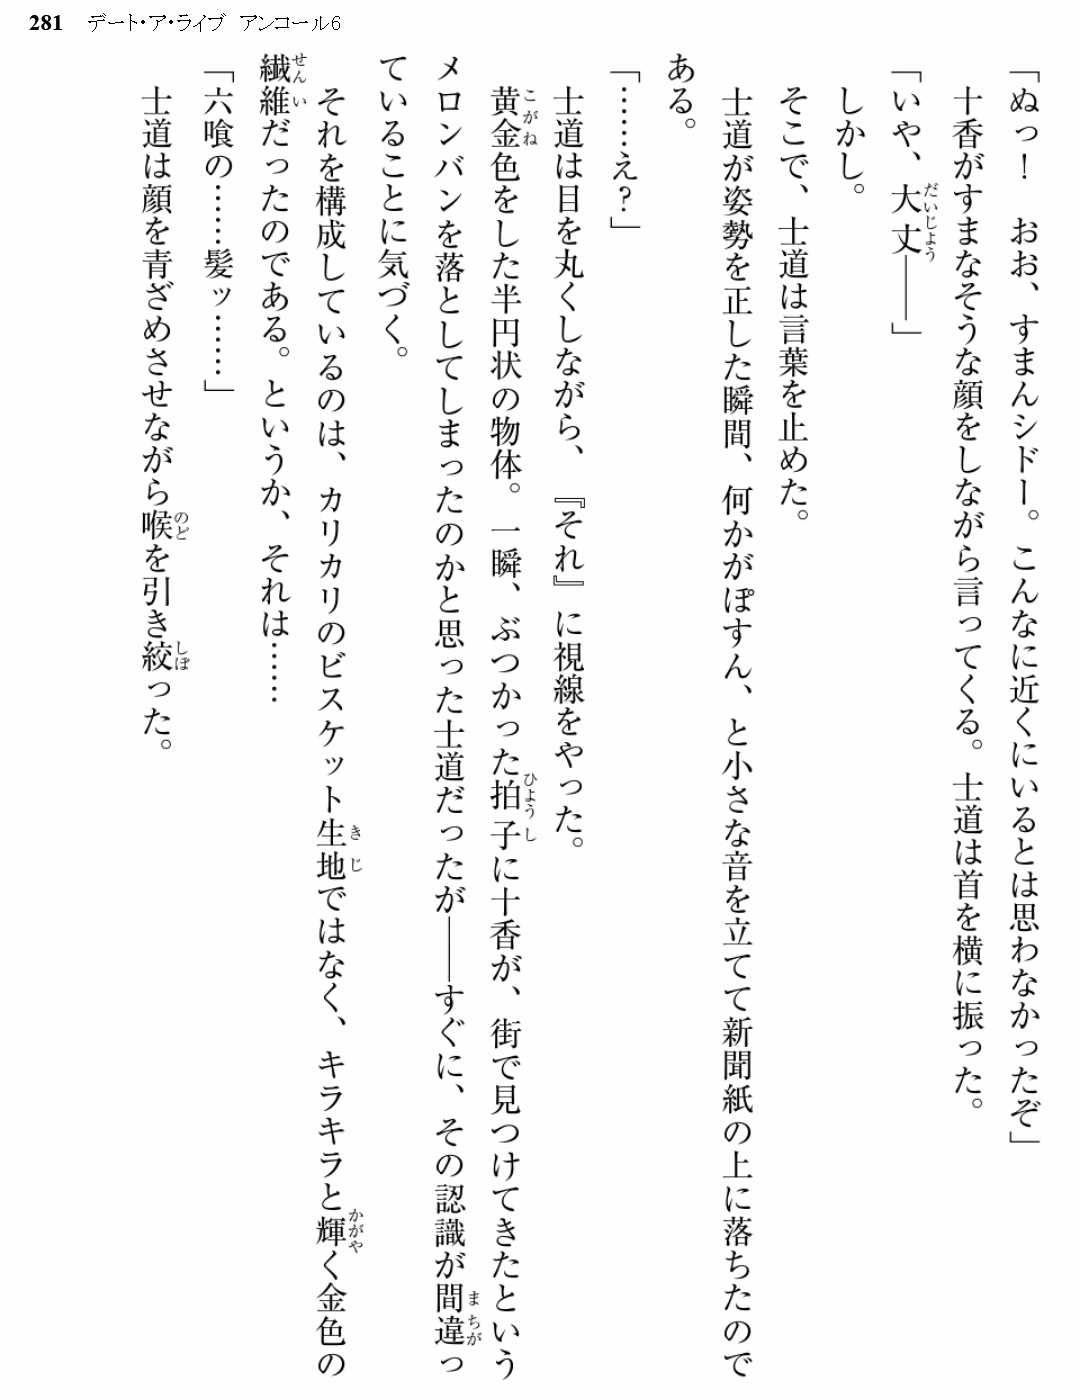 281 デート・ア・ライブ アンコール6
「ぬっ！　おお、すまんシドー。こんなに近くにいるとは思わなかったぞ」
十香がすまなそうな顔をしながら言ってくる。士道は首を横に振った。
「いや、大丈――」
しかし。
そこで、士道は言葉を止めた。
士道が姿勢を正した瞬間、何かがぽすん、と小さな音を立てて新聞紙の上に落ちたので
ある。
「……え？」
士道は目を丸くしながら、『それ』に視線をやった。
黄金色をした半円状の物体。一瞬、ぶつかった拍子に十香が、街で見つけてきたという
メロンパンを落としてしまったのかと思った士道だったが――すぐに、その認識が間違っ
ていることに気づく。
それを構成しているのは、カリカリのビスケット生地ではなく、キラキラと輝く金色の
繊維だったのである。というか、それは……
「六喰の……髪ッ……」
士道は顔を青ざめさせながら喉を引き絞った。